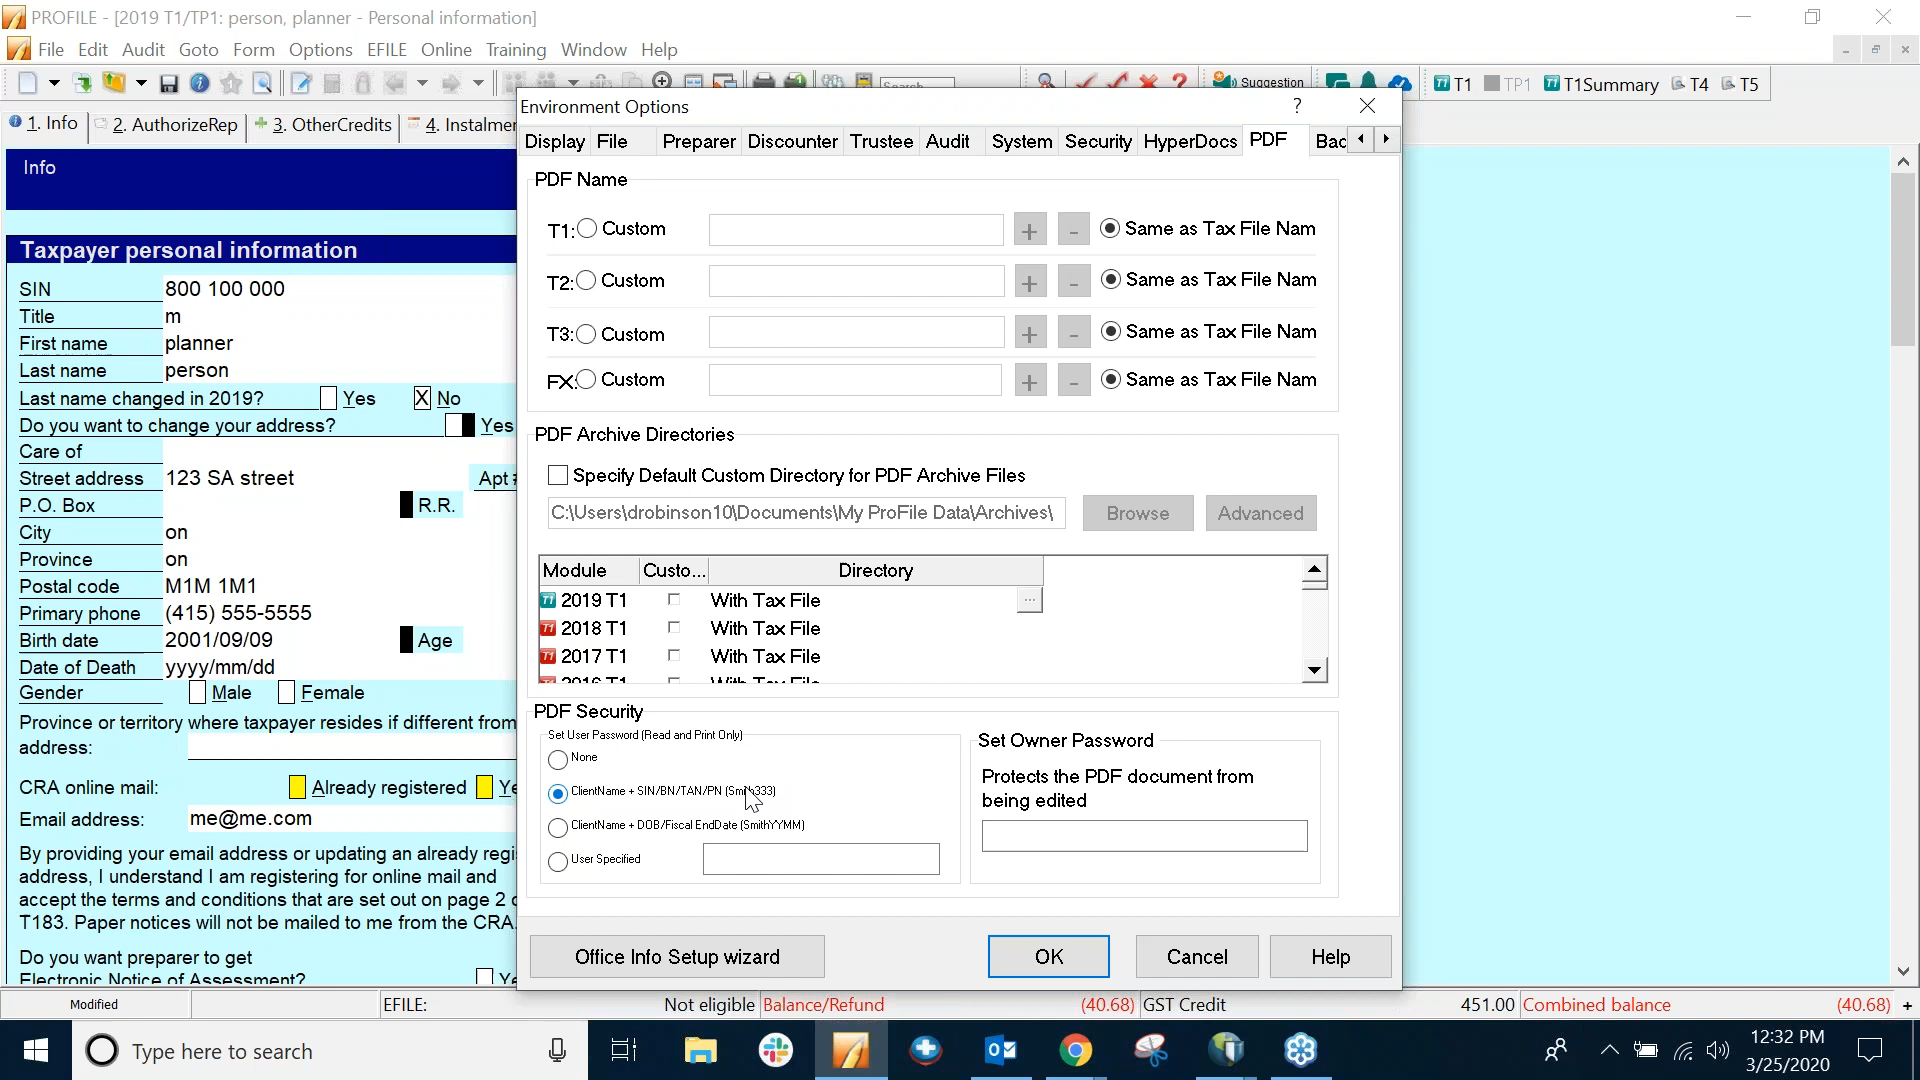 PROFILE - [2019 T1/TP1: person, planner - Personal information]
File Edit Audit Goto Form Options EFILE Online Training Window Help
Search Suggestion T1 TP1 T1Summary T4 T5
1. Info 2. AuthorizeRep 3. OtherCredits 4. Instalmen
Info
Taxpayer personal information
SIN 800 100 000
Title m
First name planner
Last name person
Last name changed in 2019? Yes X No
Do you want to change your address? Yes
Care of
Street address 123 SA street Apt #
P.O. Box R.R.
City on
Province on
Postal code M1M 1M1
Primary phone (415) 555-5555
Birth date 2001/09/09 Age
Date of Death yyyy/mm/dd
Gender Male Female
Province or territory where taxpayer resides if different from
address:
CRA online mail: Already registered Ye
Email address: me@me.com
By providing your email address or updating an already regi
address, I understand I am registering for online mail and
accept the terms and conditions that are set out on page 2 o
T183. Paper notices will not be mailed to me from the CRA.
Do you want preparer to get
Electronic Notice of Assessment? Ye
Environment Options ?
Display File Preparer Discounter Trustee Audit System Security HyperDocs PDF Bac
PDF Name
T1: Custom + - Same as Tax File Nam
T2: Custom + - Same as Tax File Nam
T3: Custom + - Same as Tax File Nam
FX: Custom + - Same as Tax File Nam
PDF Archive Directories
Specify Default Custom Directory for PDF Archive Files
C:\Users\drobinson10\Documents\My ProFile Data\Archives\ Browse Advanced
Module Custo... Directory
2019 T1 With Tax File ...
2018 T1 With Tax File
2017 T1 With Tax File
2016 T1 With Tax File
PDF Security
Set User Password (Read and Print Only)
None
ClientName + SIN/BN/TAN/PN (Smith333)
ClientName + DOB/Fiscal EndDate (SmithYYMM)
User Specified
Set Owner Password
Protects the PDF document from
being edited
Office Info Setup wizard OK Cancel Help
Modified EFILE: Not eligible Balance/Refund (40.68) GST Credit 451.00 Combined balance (40.68) +
Type here to search
12:32 PM
3/25/2020